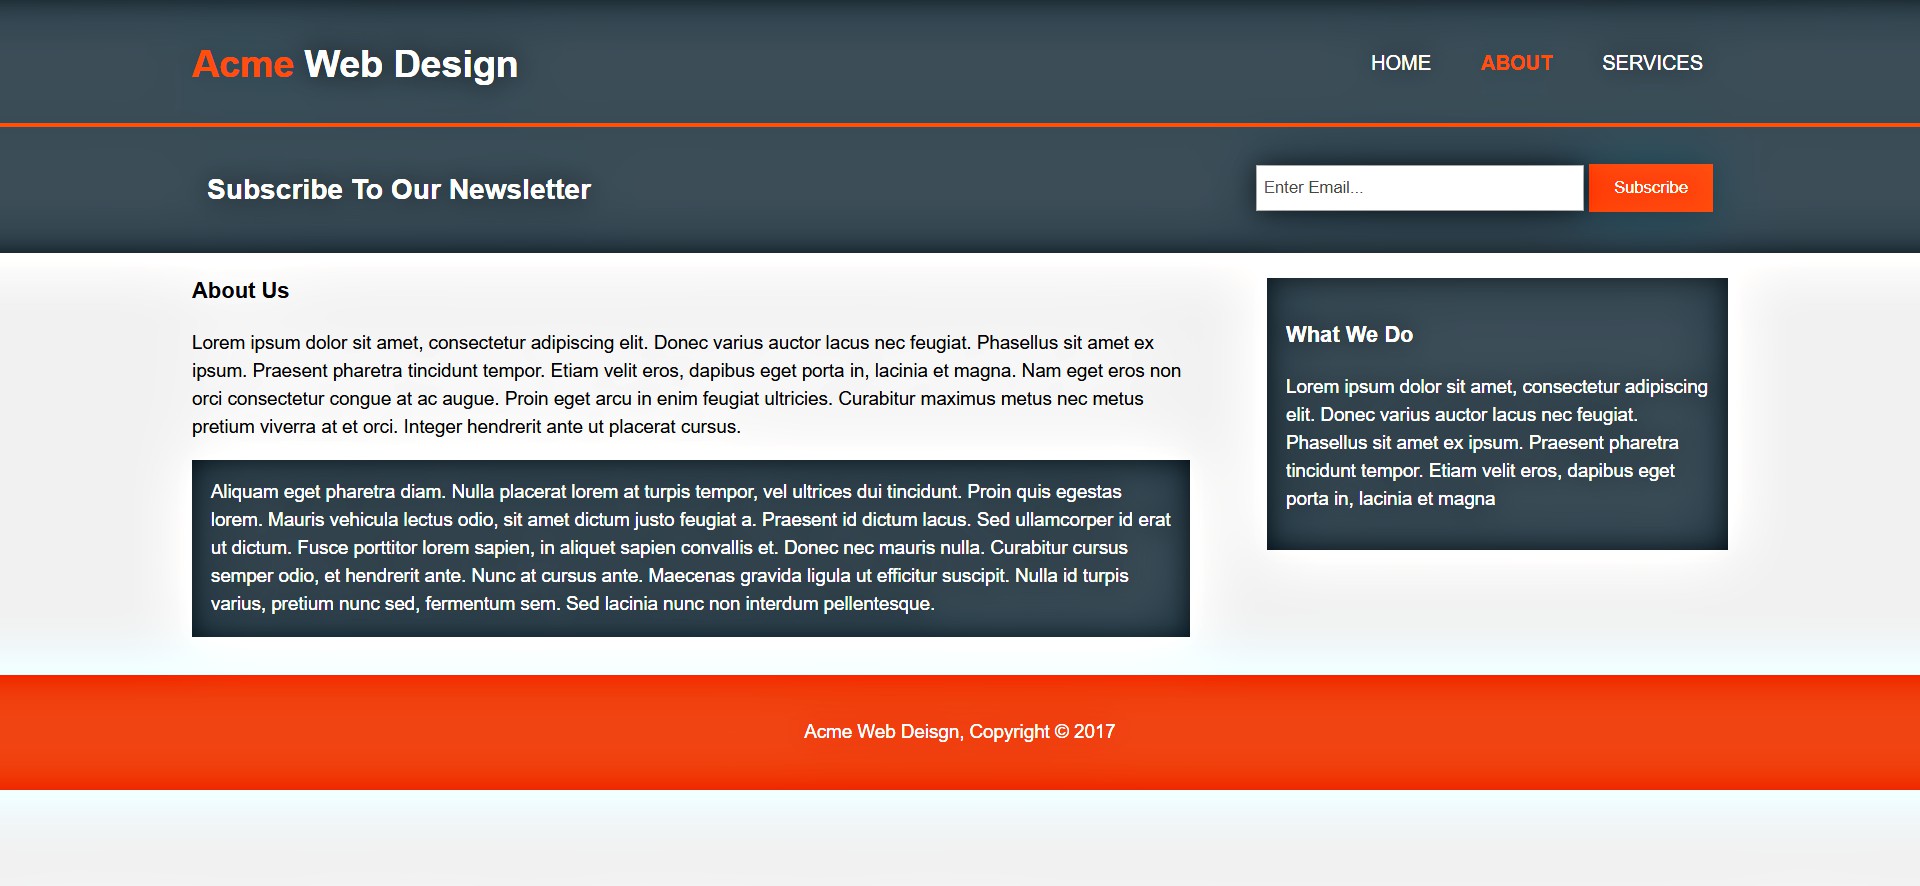 Acme Web Design
HOME ABOUT SERVICES
Subscribe To Our Newsletter
Enter Email...
Subscribe
About Us
Lorem ipsum dolor sit amet, consectetur adipiscing elit. Donec varius auctor lacus nec feugiat. Phasellus sit amet ex
ipsum. Praesent pharetra tincidunt tempor. Etiam velit eros, dapibus eget porta in, lacinia et magna. Nam eget eros non
orci consectetur congue at ac augue. Proin eget arcu in enim feugiat ultricies. Curabitur maximus metus nec metus
pretium viverra at et orci. Integer hendrerit ante ut placerat cursus.
Aliquam eget pharetra diam. Nulla placerat lorem at turpis tempor, vel ultrices dui tincidunt. Proin quis egestas
lorem. Mauris vehicula lectus odio, sit amet dictum justo feugiat a. Praesent id dictum lacus. Sed ullamcorper id erat
ut dictum. Fusce porttitor lorem sapien, in aliquet sapien convallis et. Donec nec mauris nulla. Curabitur cursus
semper odio, et hendrerit ante. Nunc at cursus ante. Maecenas gravida ligula ut efficitur suscipit. Nulla id turpis
varius, pretium nunc sed, fermentum sem. Sed lacinia nunc non interdum pellentesque.
What We Do
Lorem ipsum dolor sit amet, consectetur adipiscing
elit. Donec varius auctor lacus nec feugiat.
Phasellus sit amet ex ipsum. Praesent pharetra
tincidunt tempor. Etiam velit eros, dapibus eget
porta in, lacinia et magna
Acme Web Deisgn, Copyright © 2017